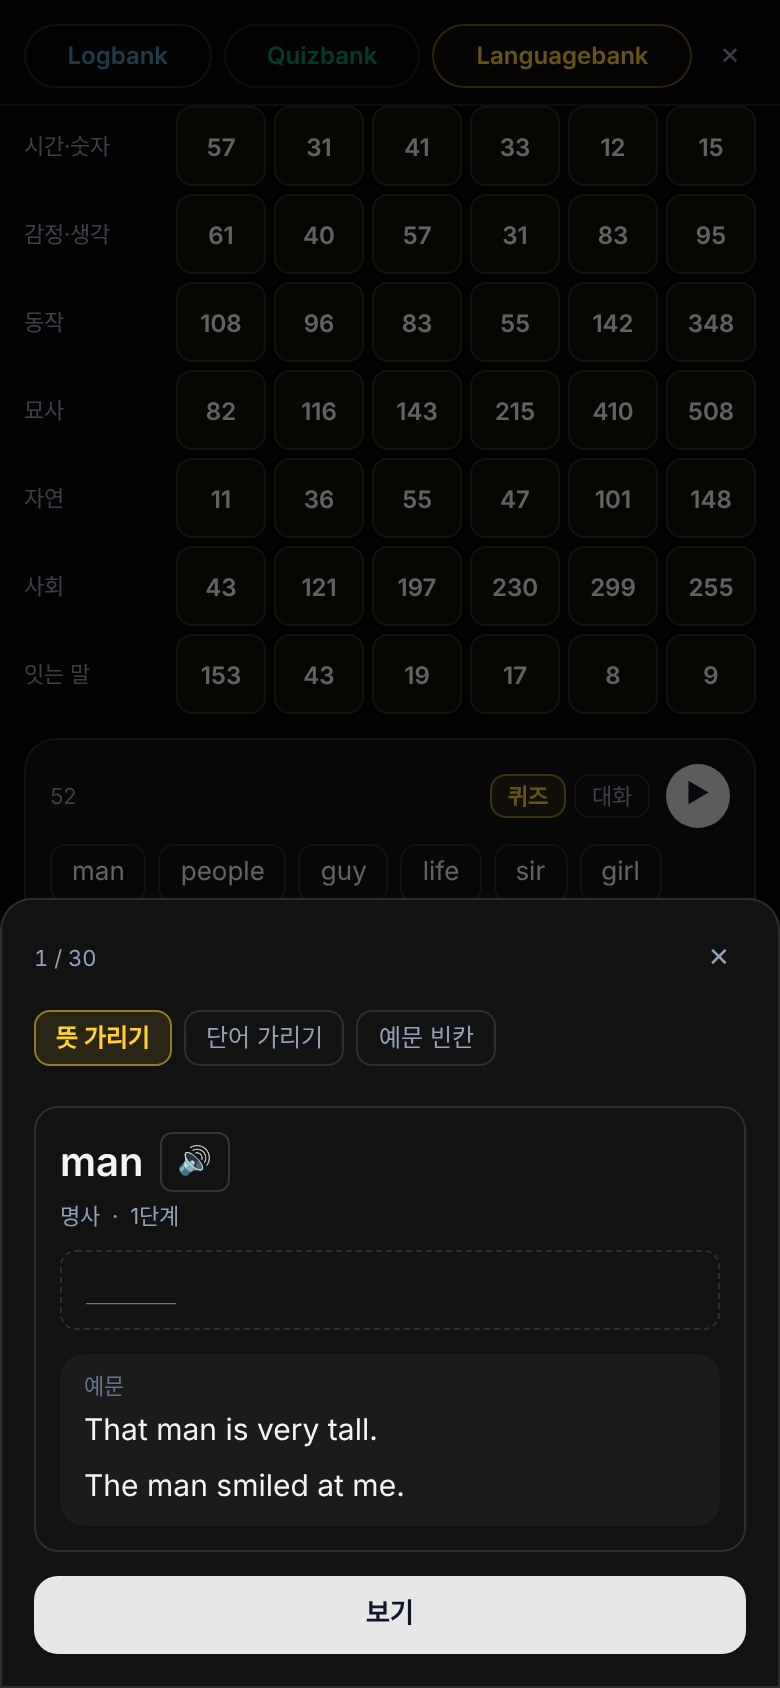 Logbank Quizbank Languagebank ✕
시간·숫자 57 31 41 33 12 15
감정·생각 61 40 57 31 83 95
동작 108 96 83 55 142 348
묘사 82 116 143 215 410 508
자연 11 36 55 47 101 148
사회 43 121 197 230 299 255
잇는 말 153 43 19 17 8 9
52 퀴즈 대화
man people guy life sir girl
1 / 30 ✕
뜻 가리기 단어 가리기 예문 빈칸
man
명사 · 1단계
예문
That man is very tall.
The man smiled at me.
보기